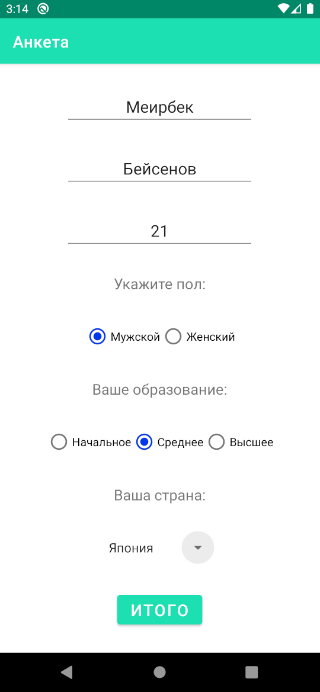 3:14
Анкета
Меирбек
Бейсенов
21
Укажите пол:
Мужской Женский
Ваше образование:
Начальное Среднее Высшее
Ваша страна:
Япония
ИТОГО